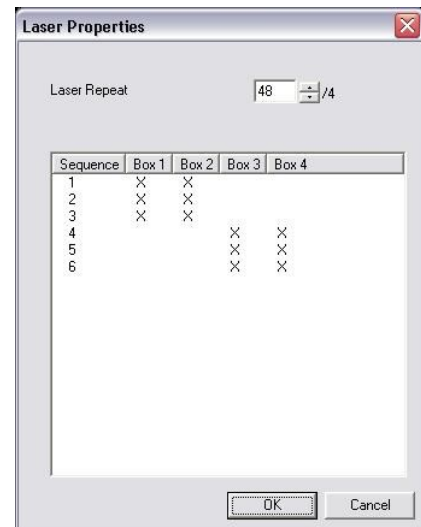 Laser Properties
Laser Repeat 48 /4
Sequence Box 1 Box 2 Box 3 Box 4
1 X X
2 X X
3 X X
4 X X
5 X X
6 X X
OK Cancel